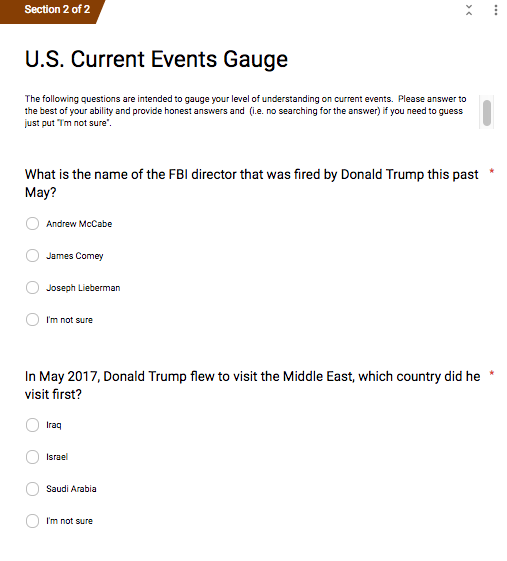 Section 2 of 2
U.S. Current Events Gauge
The following questions are intended to gauge your level of understanding on current events.  Please answer to
the best of your ability and provide honest answers and  (i.e. no searching for the answer) if you need to guess
just put "I'm not sure".
What is the name of the FBI director that was fired by Donald Trump this past *
May?
Andrew McCabe
James Comey
Joseph Lieberman
I'm not sure
In May 2017, Donald Trump flew to visit the Middle East, which country did he *
visit first?
Iraq
Israel
Saudi Arabia
I'm not sure